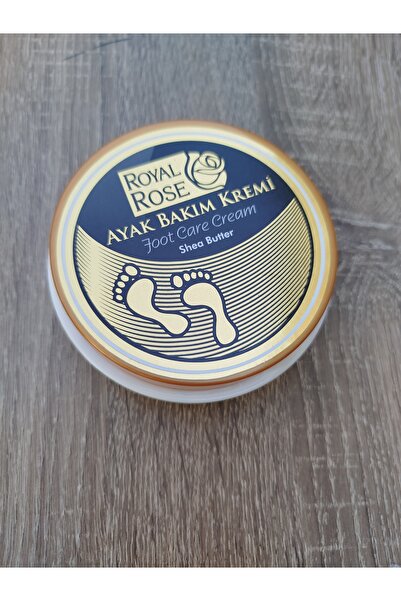 ROYAL
ROSE
AYAK BAKIM KREMİ
Foot Care Cream
Shea Butter